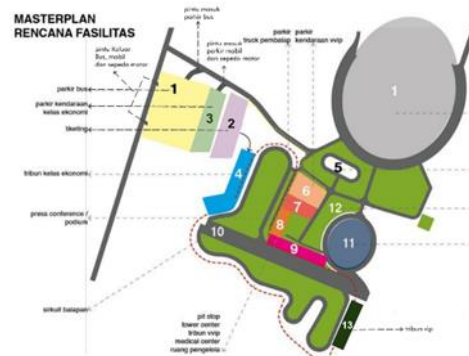 MASTERPLAN
RENCANA FASILITAS
pintu masuk
parkir bus
pintu keluar
Bus, mobil
dan sepeda motor
pintu masuk
parkir mobil
dan sepeda motor
parkir
truck pembalap
parkir
kendaraan vvip
parkir bus
parkir kendaraan
kelas ekonomi
tiketing
tribun kelas ekonomi
press conference /
podium
sirkuit balapan
pit stop
lower center
tribun vvip
medical center
ruang pengelola
tribun vip
1
3
2
1
5
4
6
7
12
8
10
9
11
13